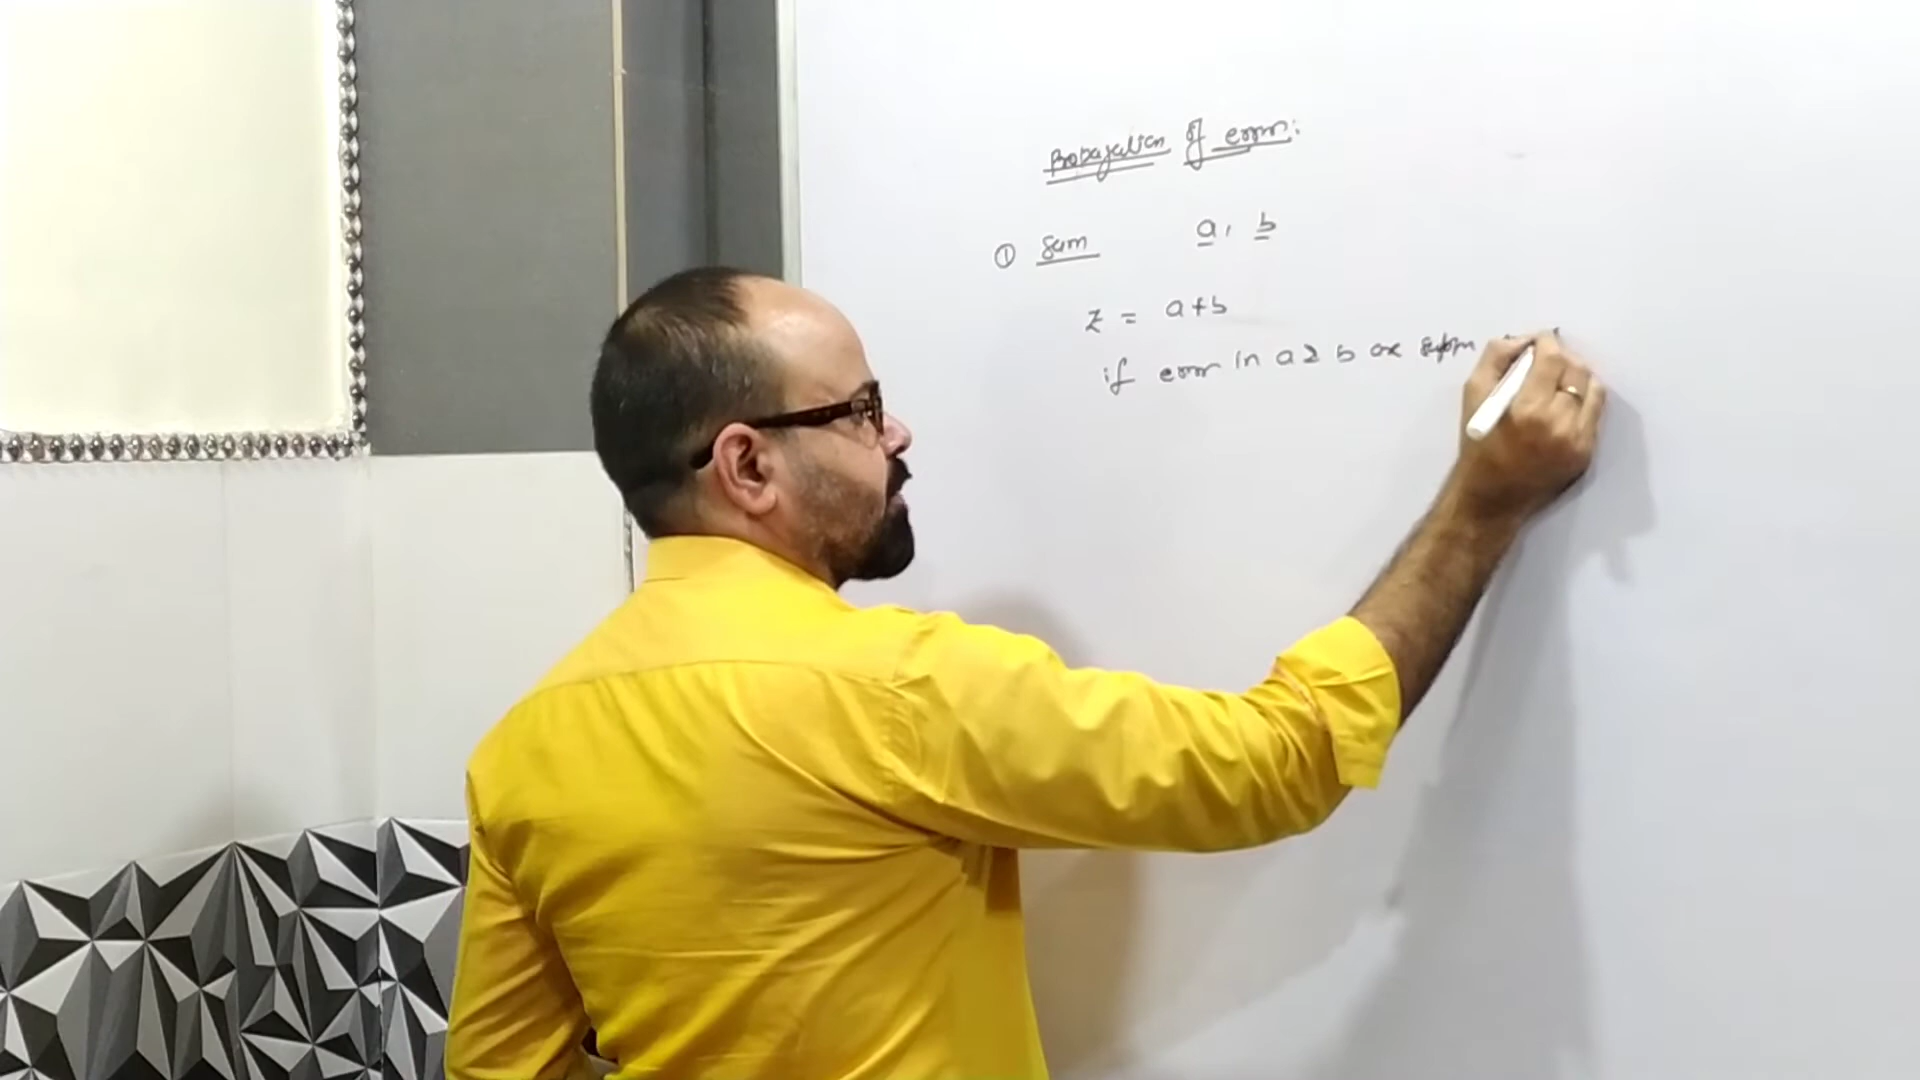 Propagation of error:
① Sum a, b
z = a+b
if error in a & b are